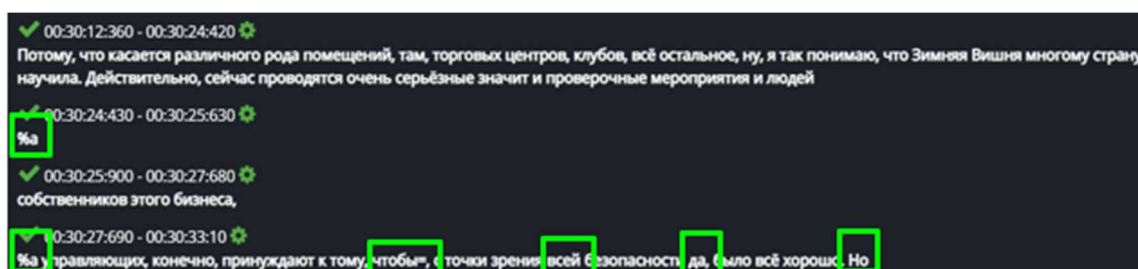 00:30:12:360 - 00:30:24:420
Потому, что касается различного рода помещений, там, торговых центров, клубов, всё остальное, ну, я так понимаю, что Зимняя Вишня многому страну
научила. Действительно, сейчас проводятся очень серьёзные значит и проверочные мероприятия и людей
00:30:24:430 - 00:30:25:630
%а
00:30:25:900 - 00:30:27:680
собственников этого бизнеса,
00:30:27:690 - 00:30:33:10
%а управляющих, конечно, принуждают к тому, чтобы=, с точки зрения всей безопасности да, было всё хорошо. Но